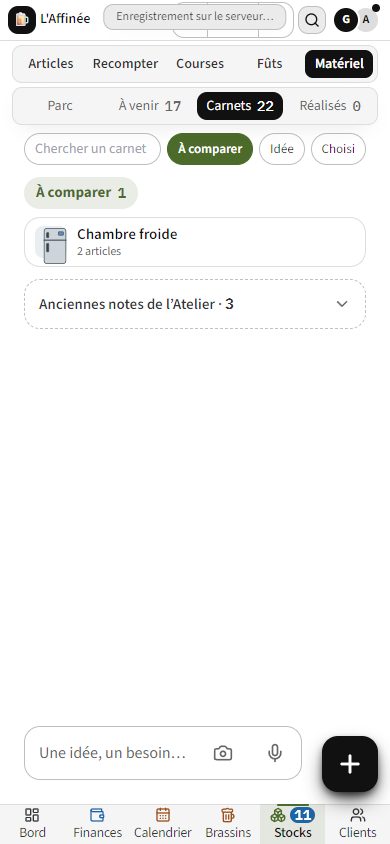 L'Affinée
Enregistrement sur le serveur…
G
A
Articles
Recompter
Courses
Fûts
Matériel
Parc
À venir 17
Carnets 22
Réalisés 0
Chercher un carnet
À comparer
Idée
Choisi
À comparer 1
Chambre froide
2 articles
Anciennes notes de l’Atelier · 3
Une idée, un besoin…
11
Bord
Finances
Calendrier
Brassins
Stocks
Clients